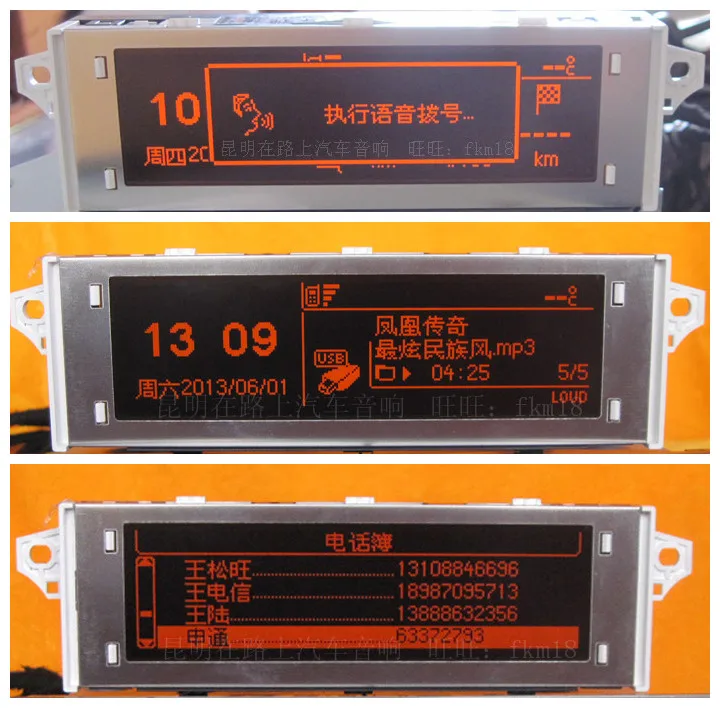 --℃
10
执行语音拨号...
周四20
----
km
昆明在路上汽车音响 旺旺：fkm18
--℃
13 09
凤凰传奇
最炫民族风.mp3
USB
04:25 5/5
周六2013/06/01
LOUD
昆明在路上汽车音响 旺旺：fkm18
电话簿
王松旺................13108846696
王电信................18987095713
王陆....................13888632356
申通....................63372793
昆明在路上汽车音响 旺旺：fkm18